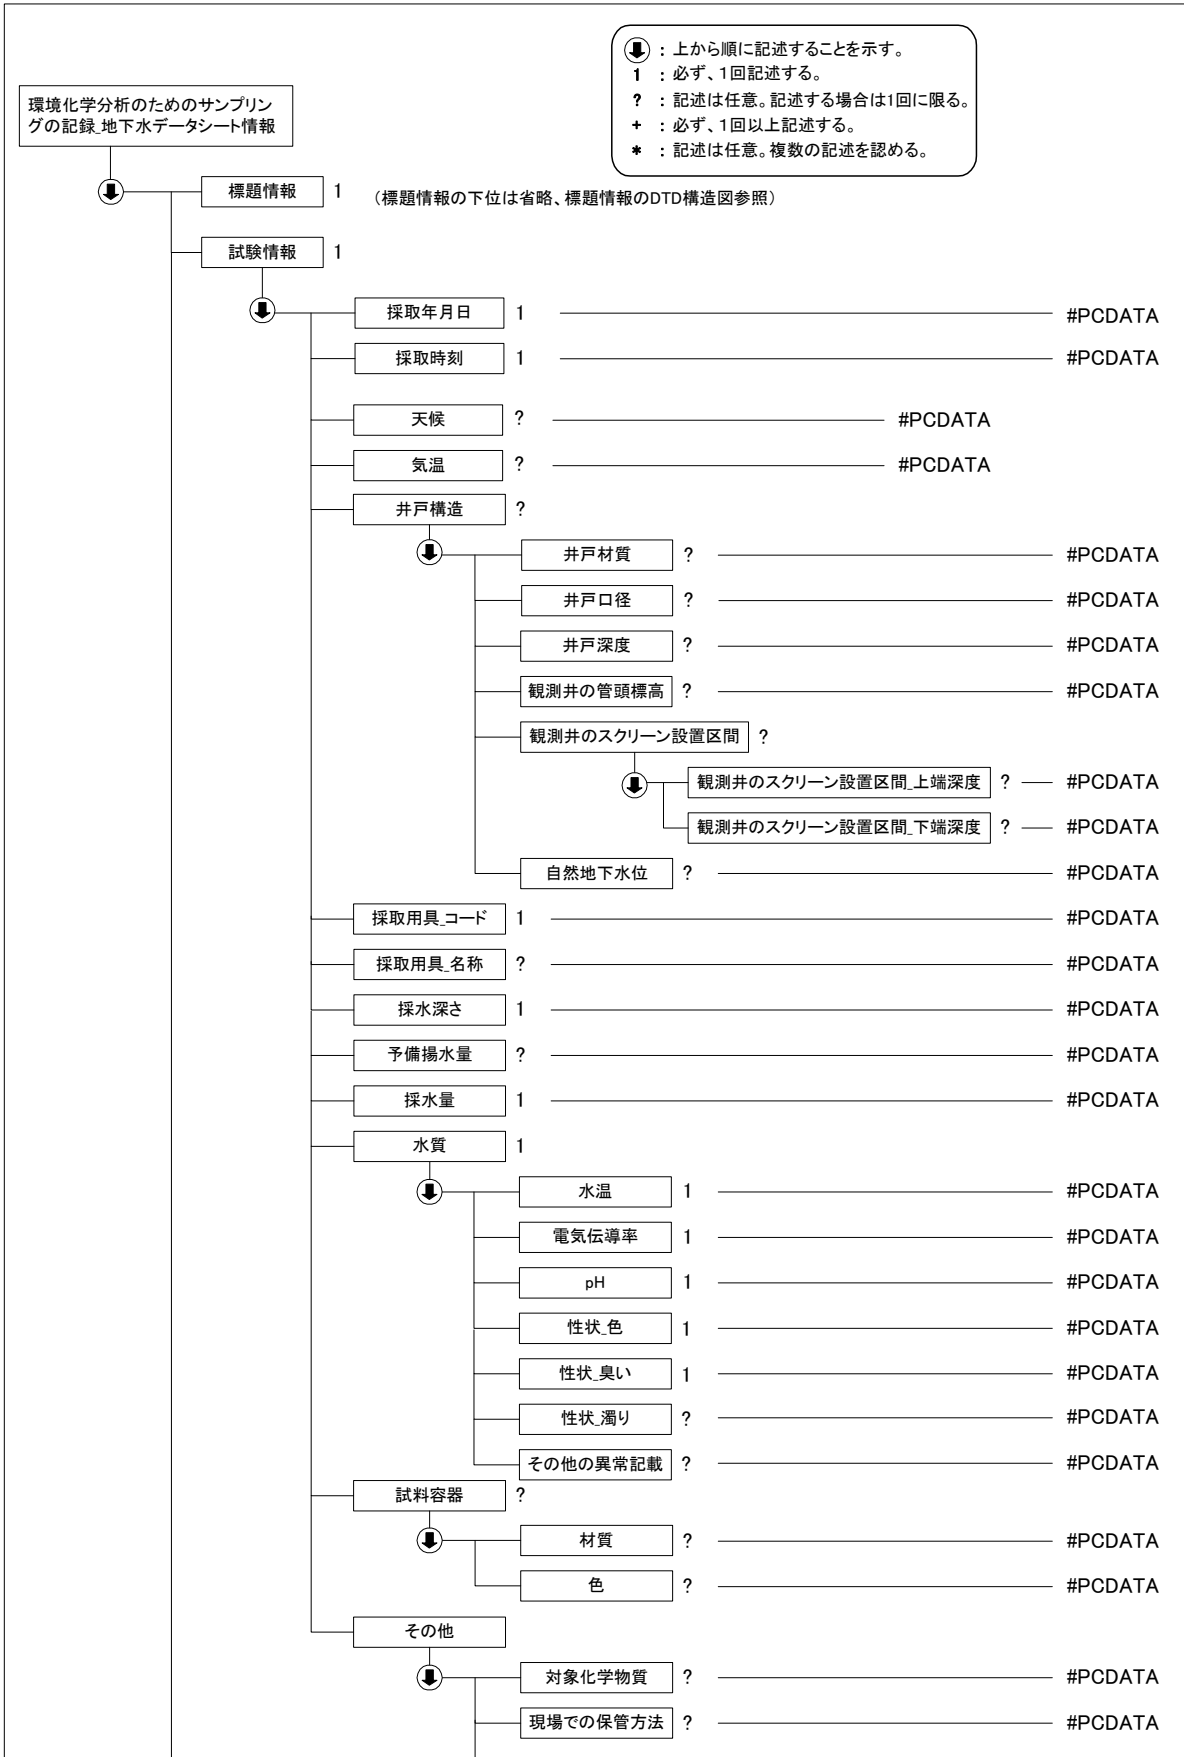 ：上から順に記述することを示す。
1 ：必ず、1回記述する。
? ：記述は任意。記述する場合は1回に限る。
+ ：必ず、1回以上記述する。
* ：記述は任意。複数の記述を認める。
環境化学分析のためのサンプリン
グの記録_地下水データシート情報
標題情報 1 （標題情報の下位は省略、標題情報のDTD構造図参照）
試験情報 1
採取年月日 1 #PCDATA
採取時刻 1 #PCDATA
天候 ? #PCDATA
気温 ? #PCDATA
井戸構造 ?
井戸材質 ? #PCDATA
井戸口径 ? #PCDATA
井戸深度 ? #PCDATA
観測井の管頭標高 ? #PCDATA
観測井のスクリーン設置区間 ?
観測井のスクリーン設置区間_上端深度 ? #PCDATA
観測井のスクリーン設置区間_下端深度 ? #PCDATA
自然地下水位 ? #PCDATA
採取用具_コード 1 #PCDATA
採取用具_名称 ? #PCDATA
採水深さ 1 #PCDATA
予備揚水量 ? #PCDATA
採水量 1 #PCDATA
水質 1
水温 1 #PCDATA
電気伝導率 1 #PCDATA
pH 1 #PCDATA
性状_色 1 #PCDATA
性状_臭い 1 #PCDATA
性状_濁り ? #PCDATA
その他の異常記載 ? #PCDATA
試料容器 ?
材質 ? #PCDATA
色 ? #PCDATA
その他
対象化学物質 ? #PCDATA
現場での保管方法 ? #PCDATA